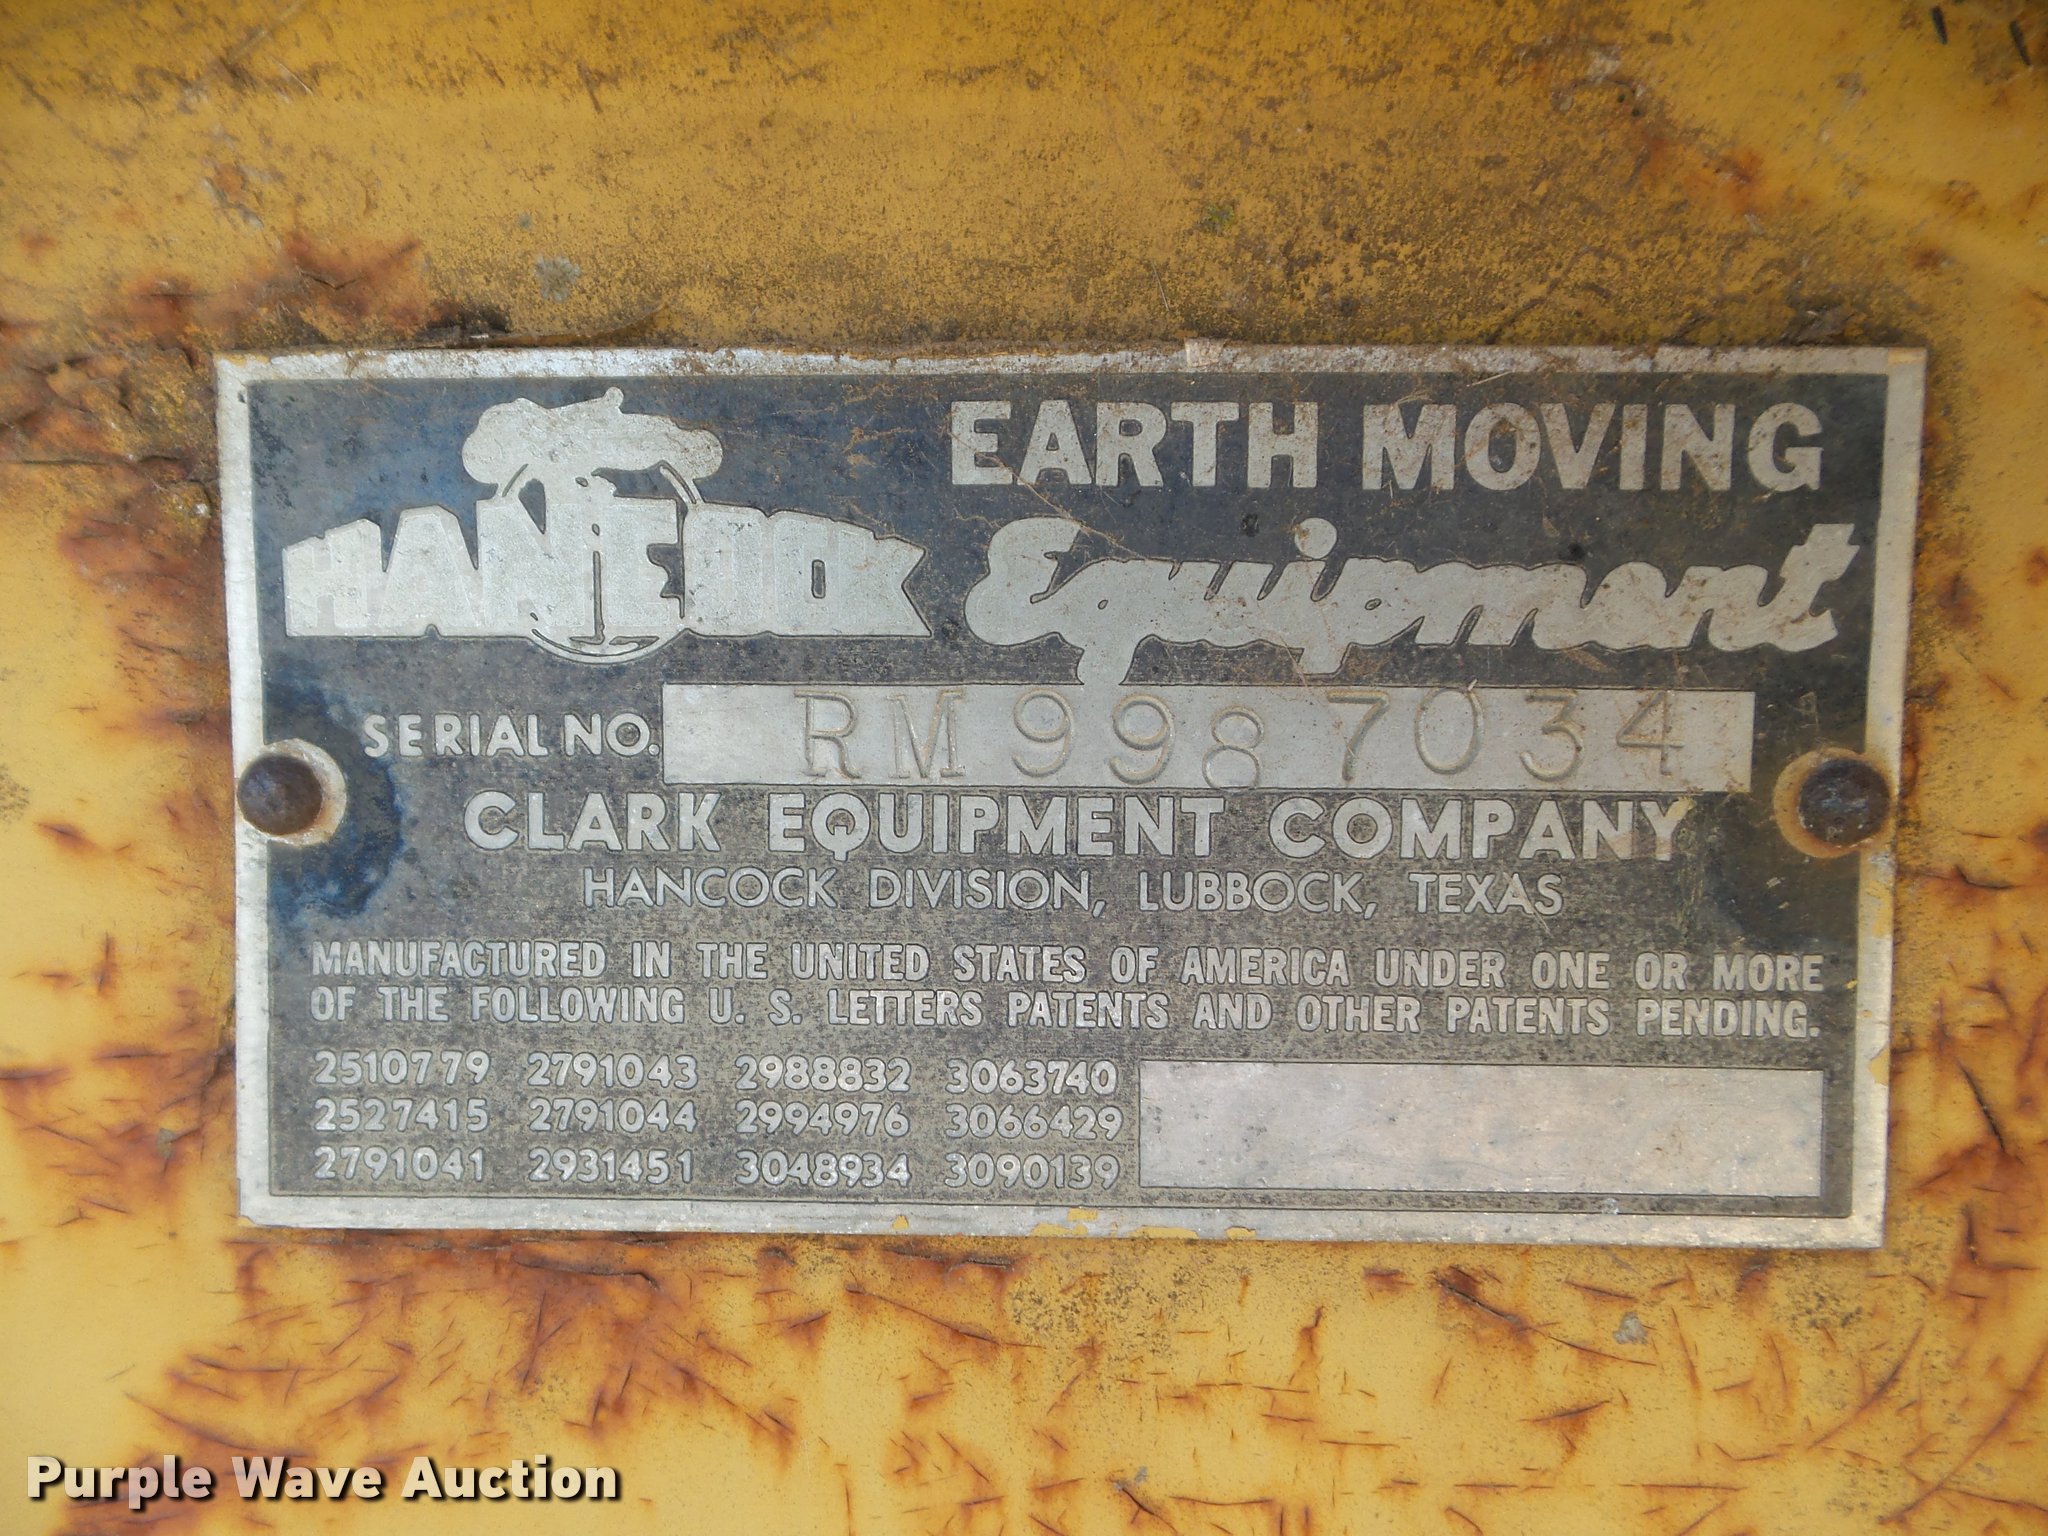 HANCOCK
EARTH MOVING
Equipment
SERIAL NO. RM998 7034
CLARK EQUIPMENT COMPANY
HANCOCK DIVISION, LUBBOCK, TEXAS
MANUFACTURED IN THE UNITED STATES OF AMERICA UNDER ONE OR MORE
OF THE FOLLOWING U. S. LETTERS PATENTS AND OTHER PATENTS PENDING.
2510779 2791043 2988832 3063740
2527415 2791044 2994976 3066429
2791041 2931451 3048934 3090139
Purple Wave Auction